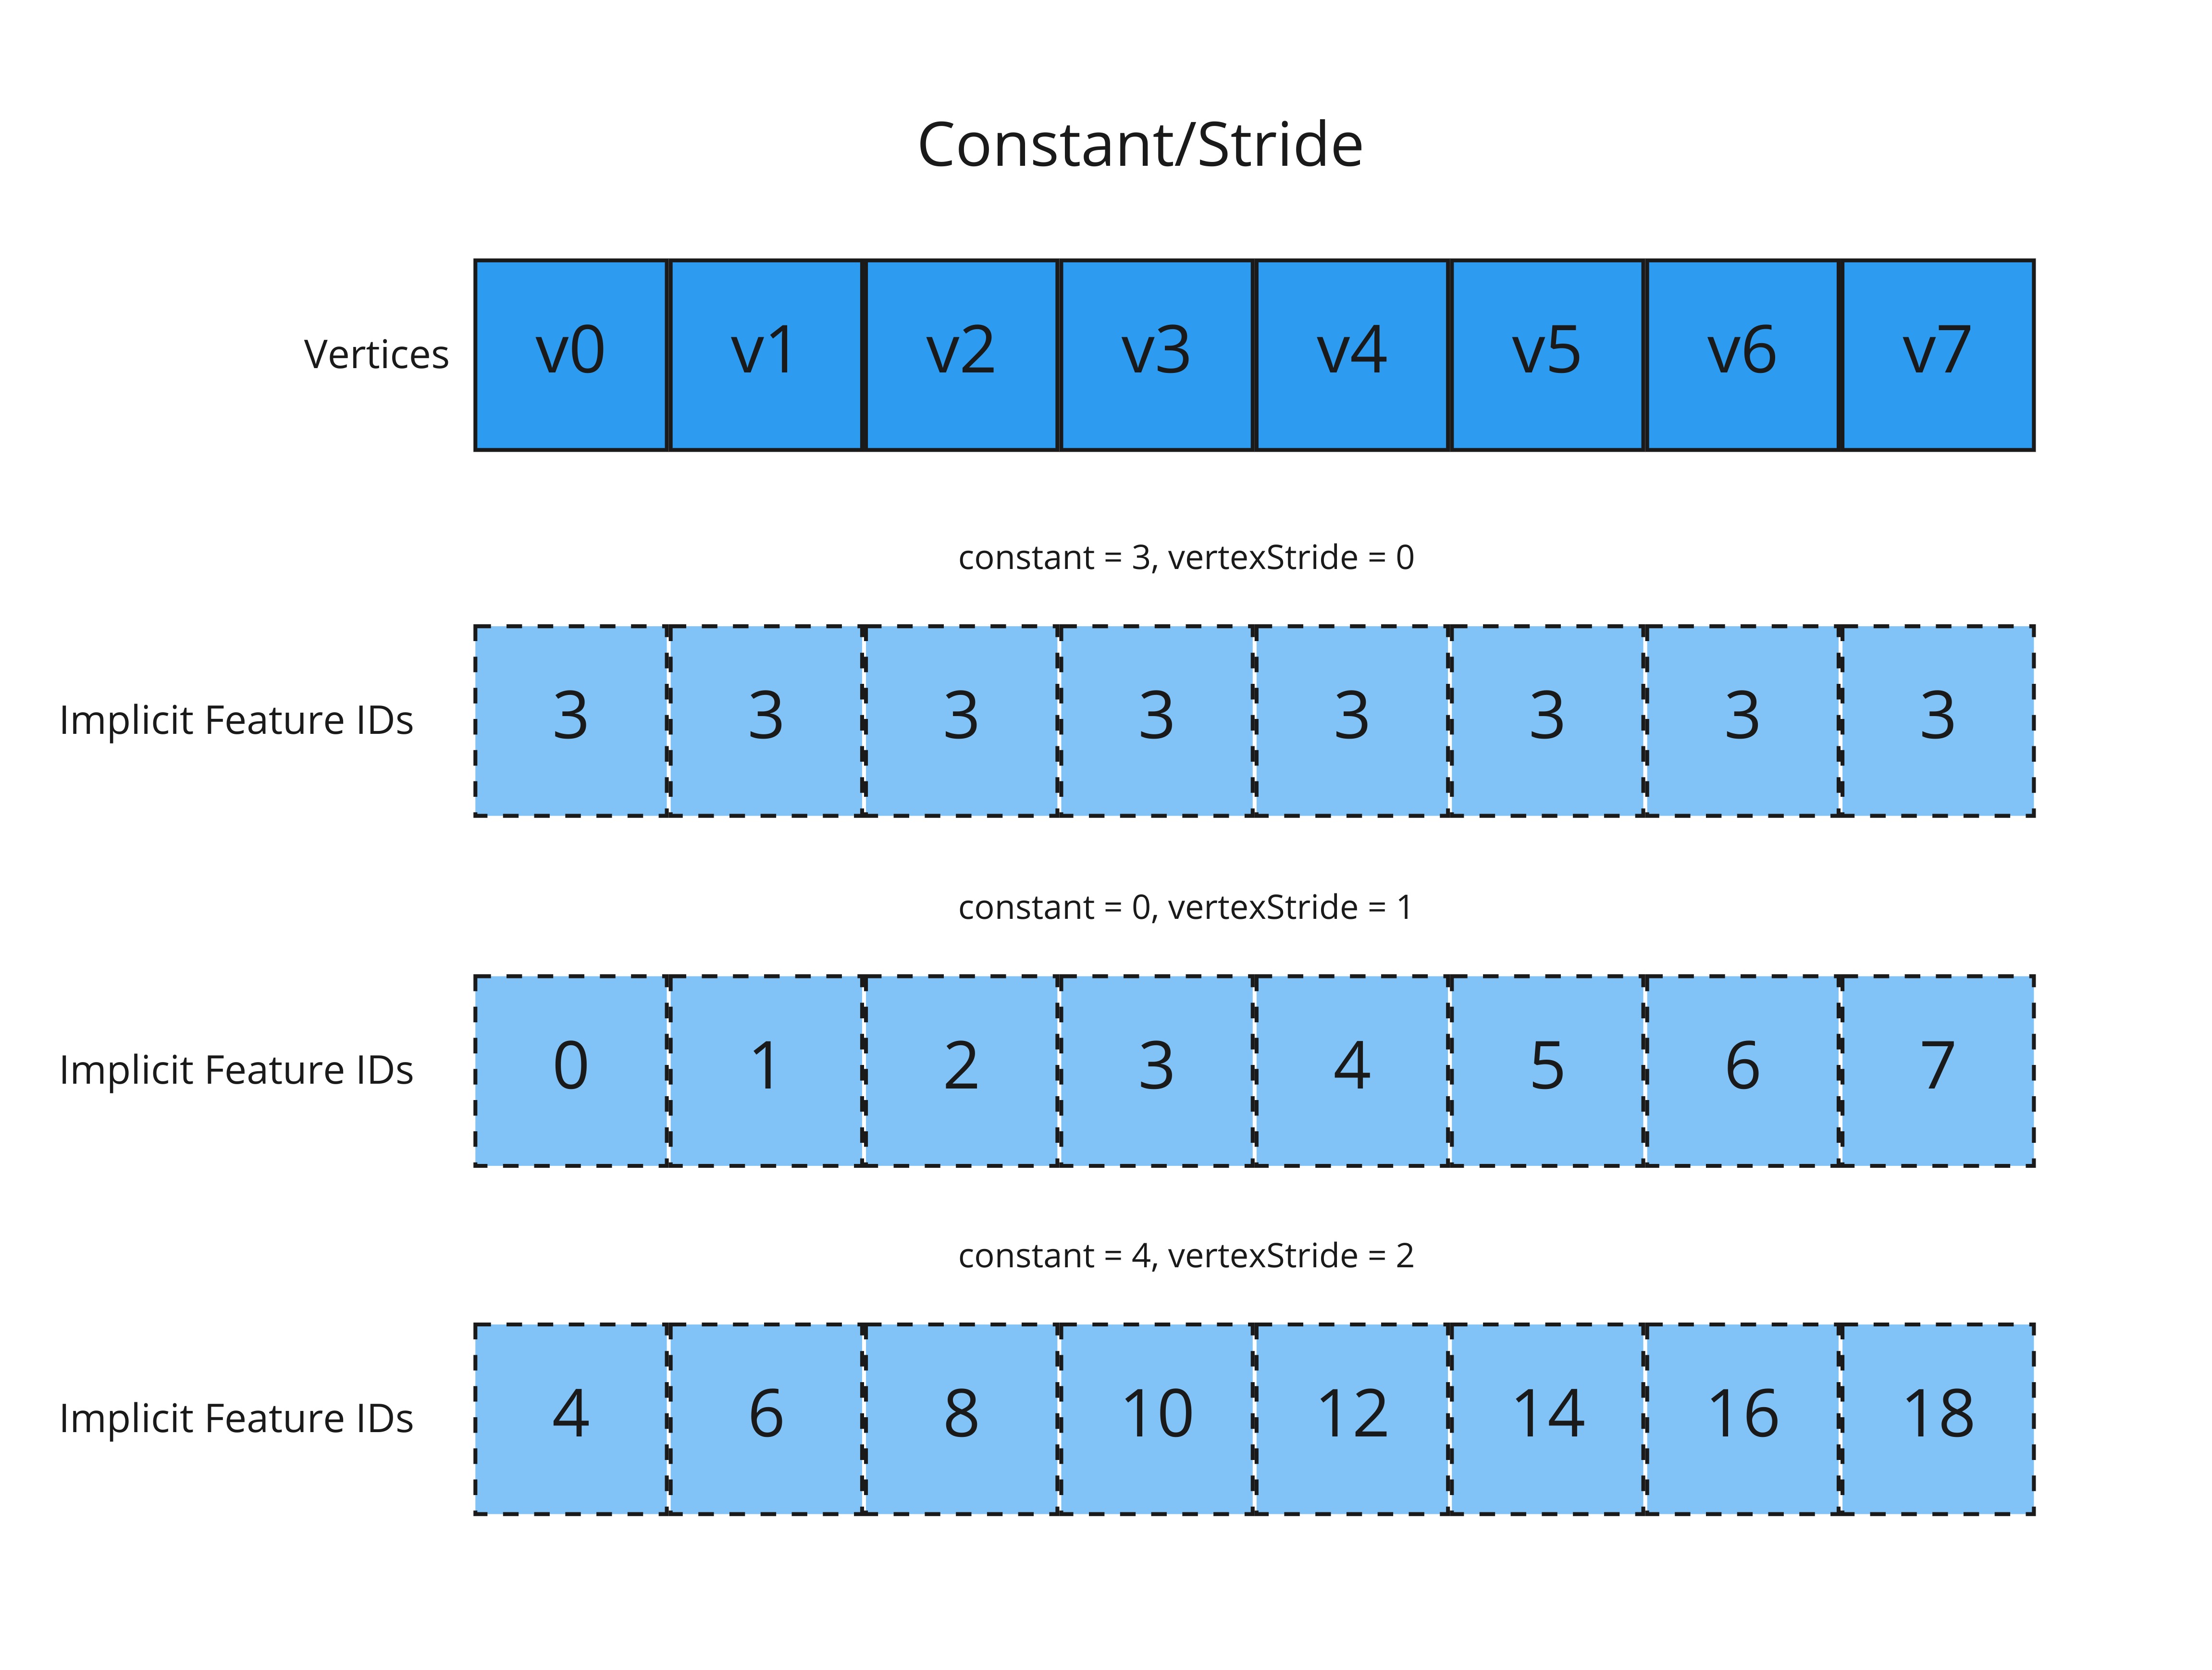 Constant/Stride
Vertices v0 v1 v2 v3 v4 v5 v6 v7
constant = 3, vertexStride = 0
Implicit Feature IDs 3 3 3 3 3 3 3 3
constant = 0, vertexStride = 1
Implicit Feature IDs 0 1 2 3 4 5 6 7
constant = 4, vertexStride = 2
Implicit Feature IDs 4 6 8 10 12 14 16 18